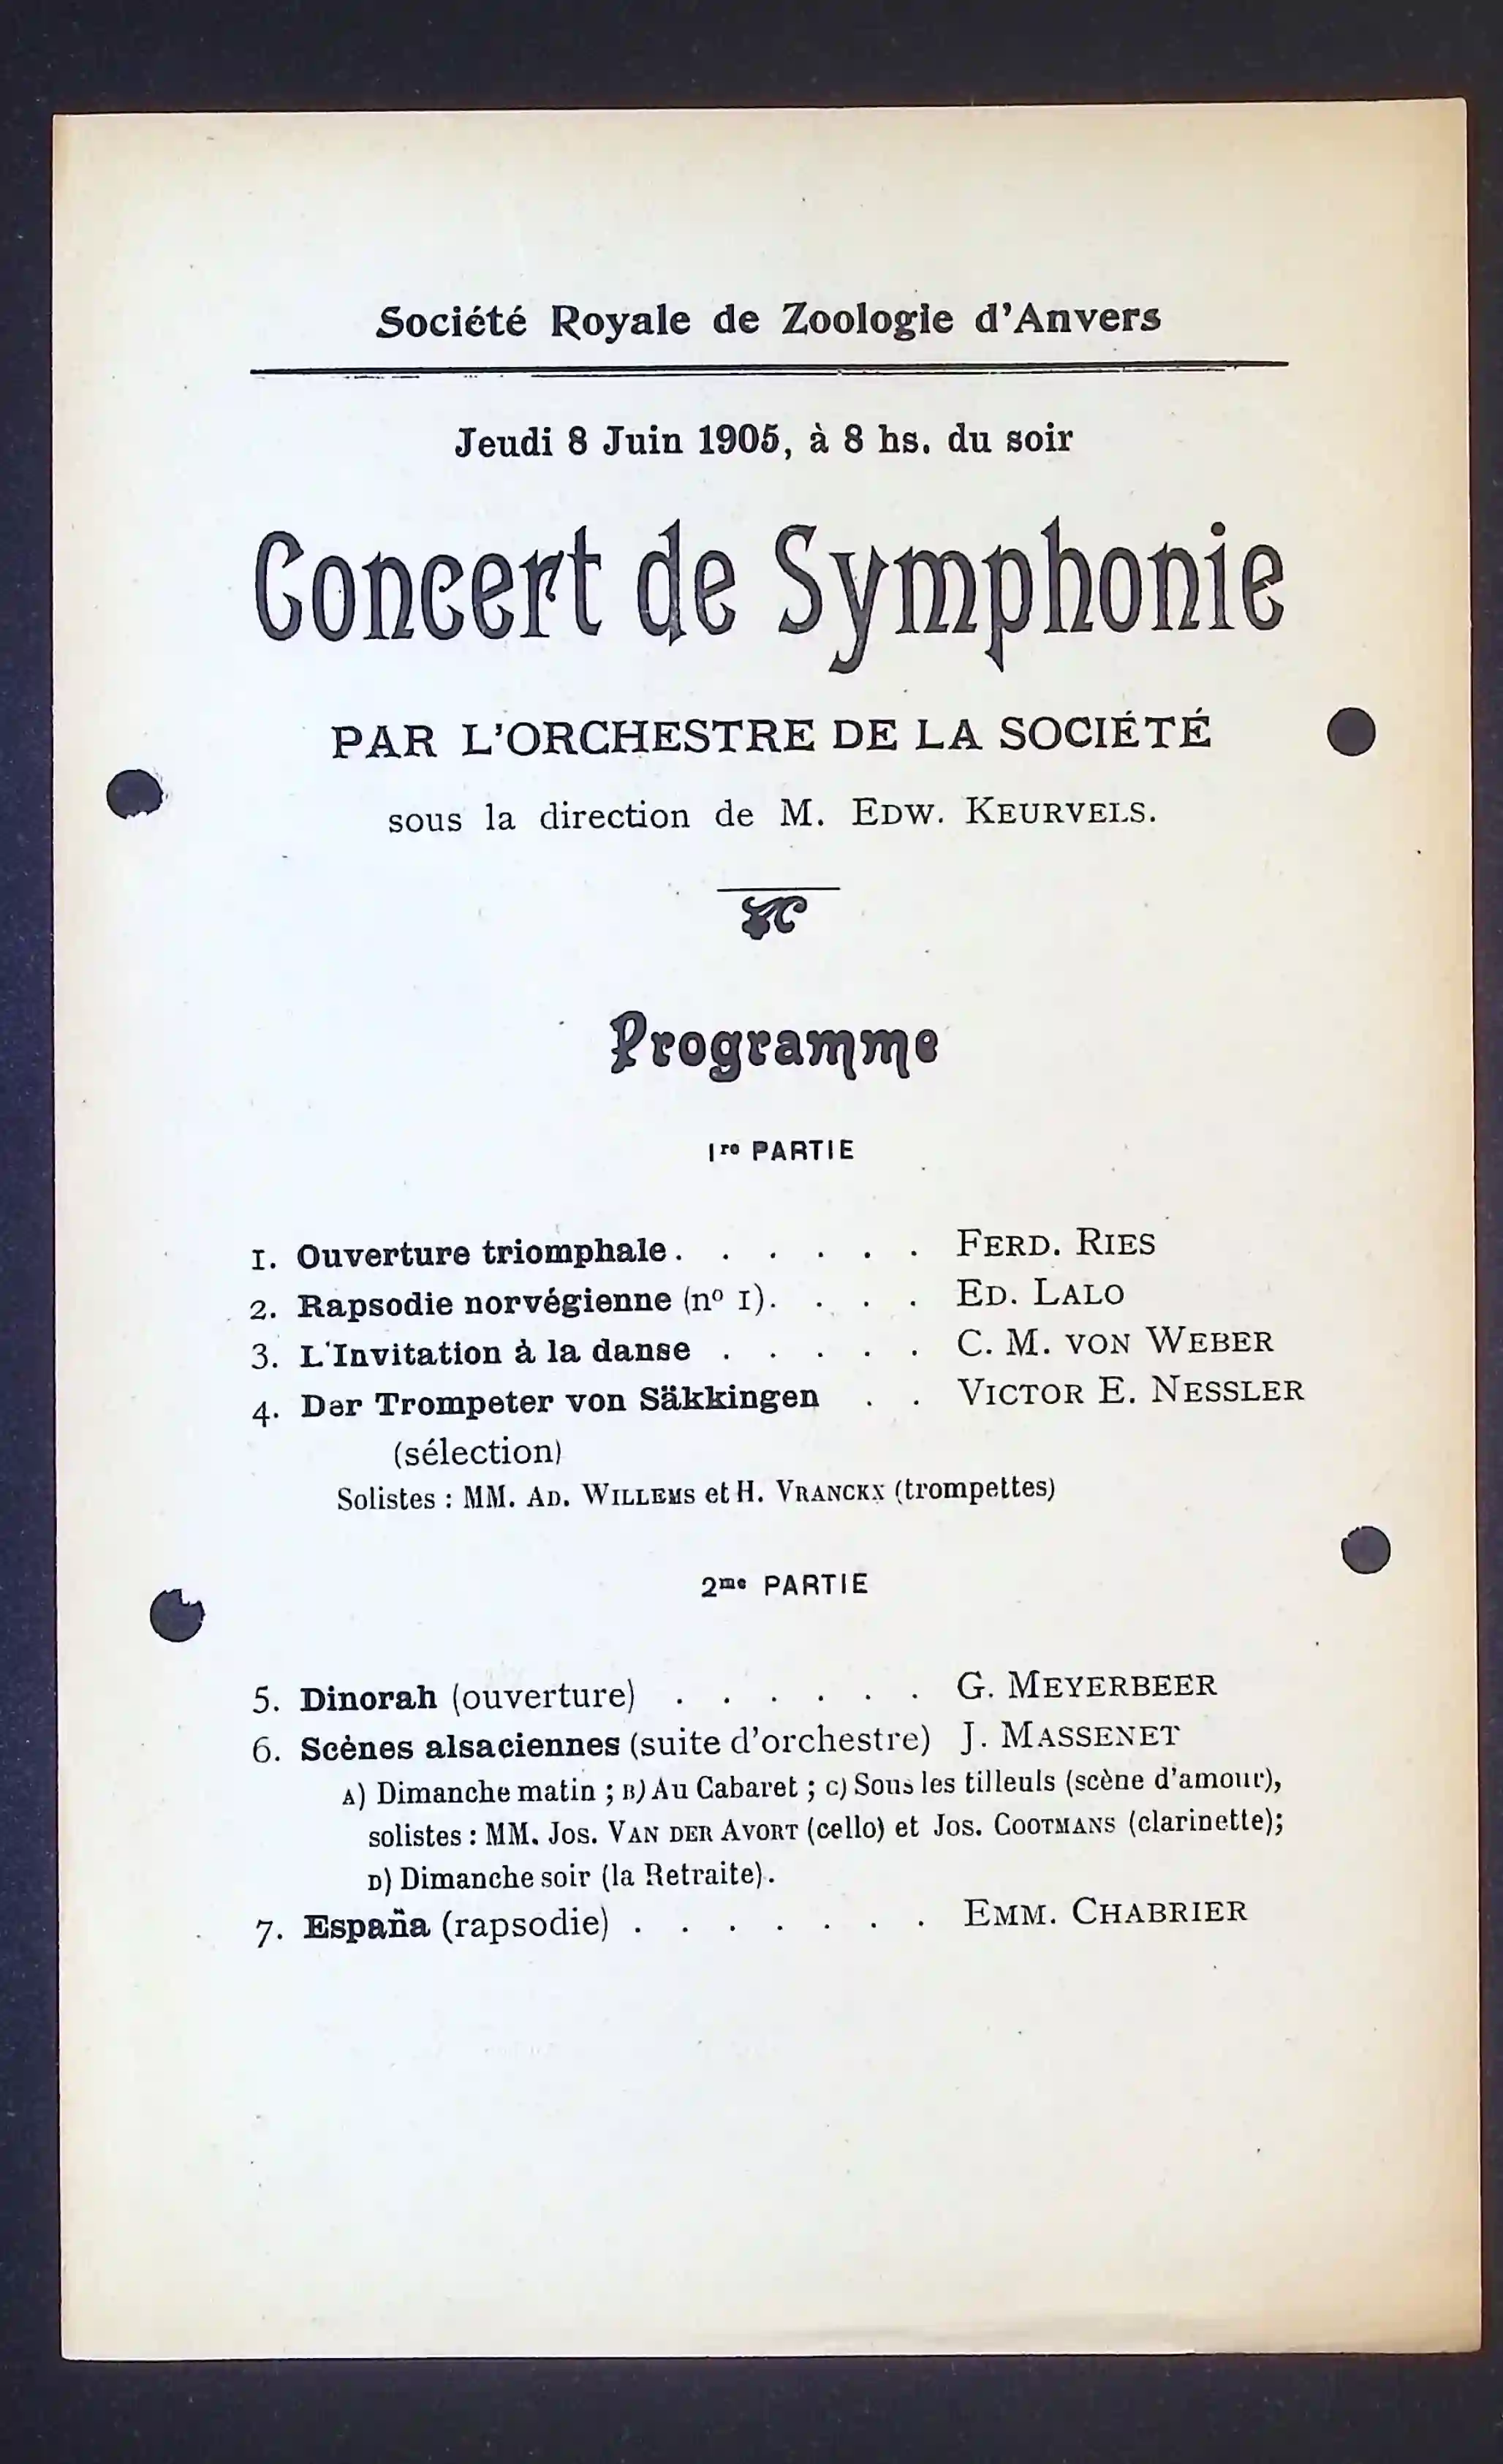 Société Royale de Zoologie d'Anvers
Jeudi 8 Juin 1905, à 8 hs. du soir
Concert de Symphonie
PAR L'ORCHESTRE DE LA SOCIÉTÉ
sous la direction de M. EDW. KEURVELS.
Programme
1re PARTIE
1. Ouverture triomphale . . . . . . FERD. RIES
2. Rapsodie norvégienne (no 1). . . . ED. LALO
3. L'Invitation à la danse . . . . . C. M. VON WEBER
4. Der Trompeter von Säkkingen . . VICTOR E. NESSLER
(sélection)
Solistes : MM. AD. WILLEMS et H. VRANCKX (trompettes)
2me PARTIE
5. Dinorah (ouverture) . . . . . . G. MEYERBEER
6. Scènes alsaciennes (suite d'orchestre) J. MASSENET
A) Dimanche matin ; B) Au Cabaret ; C) Sous les tilleuls (scène d'amour),
solistes : MM. JOS. VAN DER AVORT (cello) et JOS. COOTMANS (clarinette);
D) Dimanche soir (la Retraite).
7. España (rapsodie) . . . . . . . EMM. CHABRIER